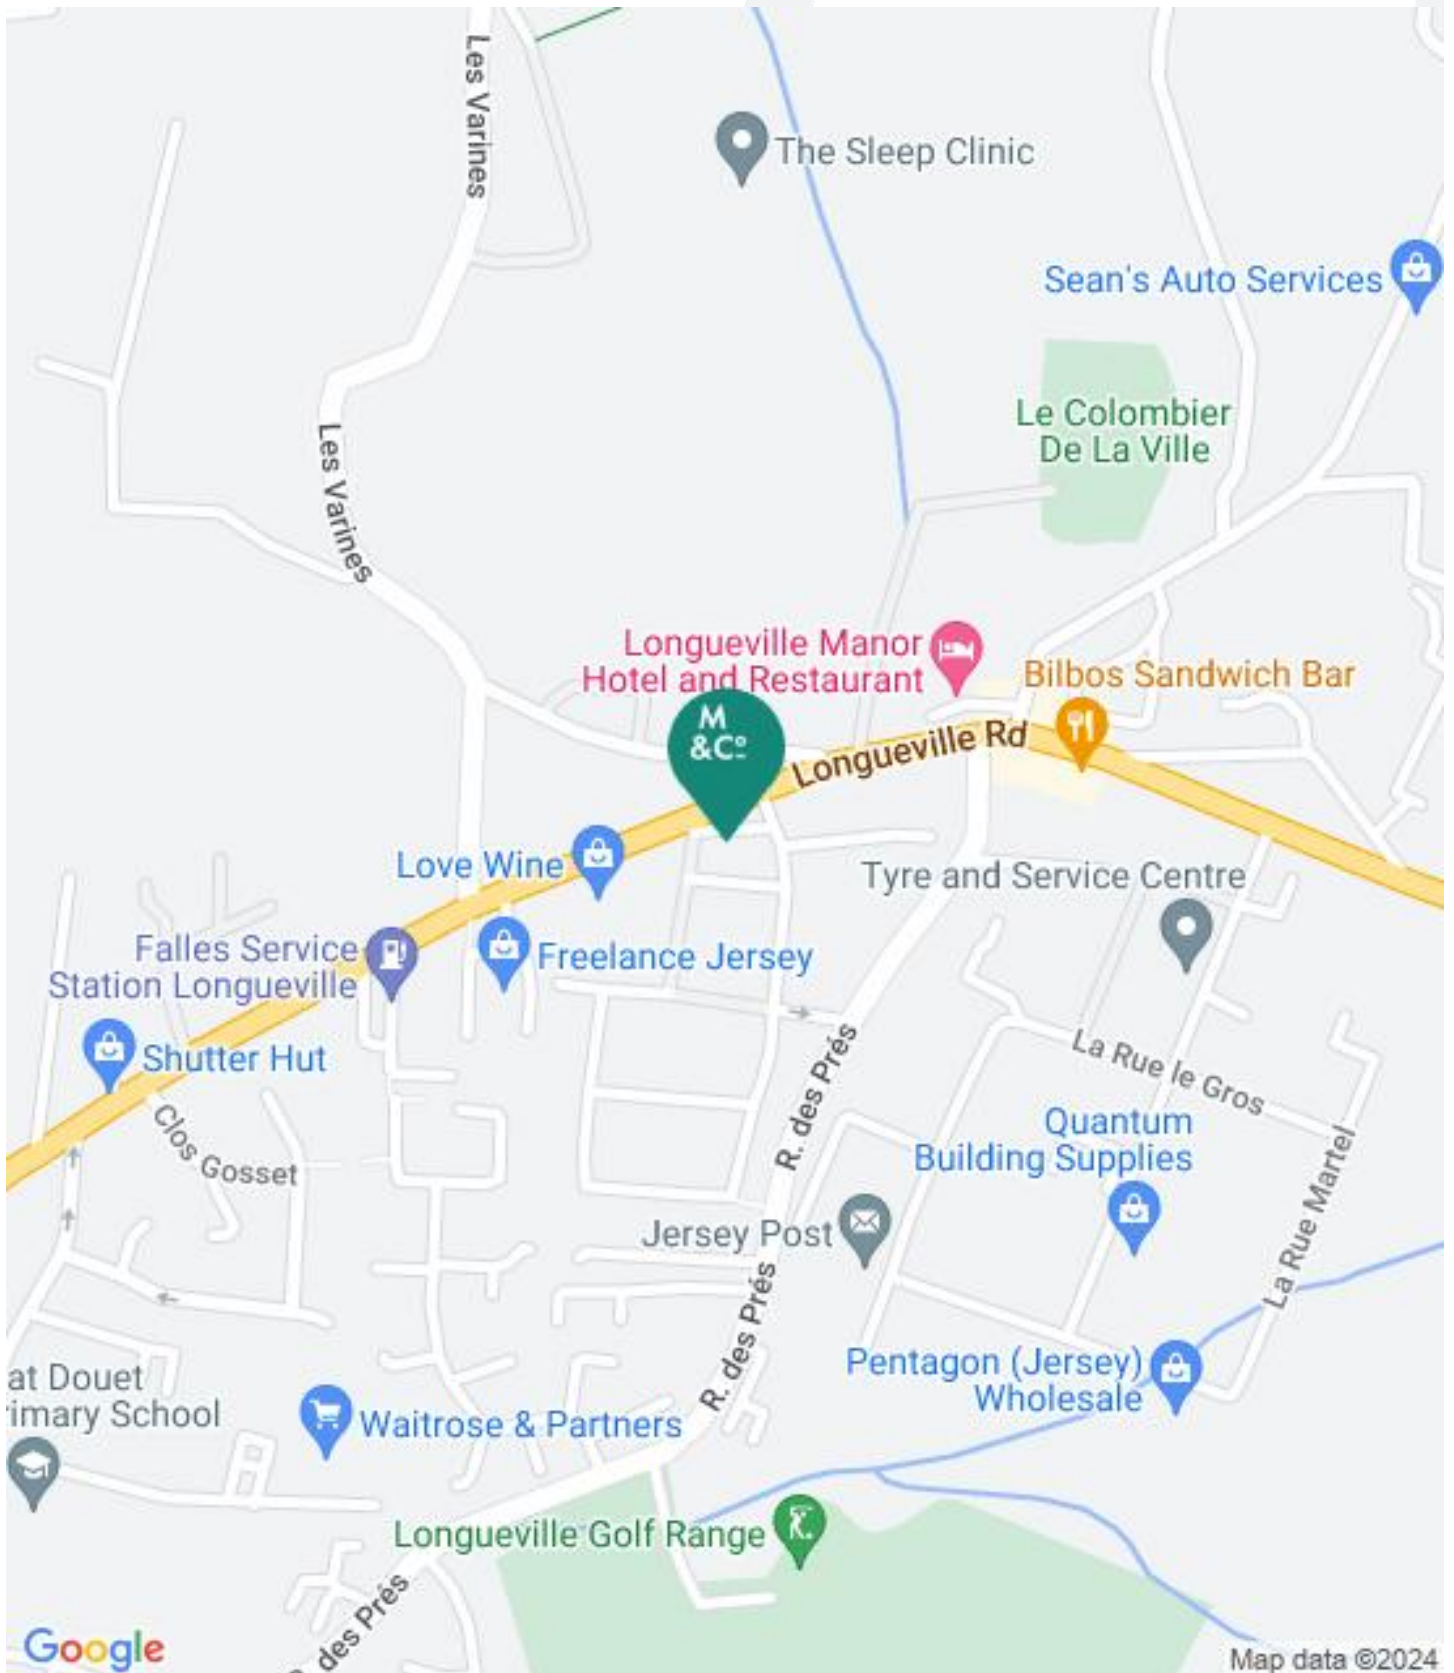 Les Varines
The Sleep Clinic
Sean's Auto Services
Le Colombier
De La Ville
Les Varines
Longueville Manor
Hotel and Restaurant
Bilbos Sandwich Bar
M
&Cº
Longueville Rd
Love Wine
Tyre and Service Centre
Falles Service
Station Longueville
Freelance Jersey
Shutter Hut
La Rue le Gros
Clos Gosset
R. des Prés
Quantum
Building Supplies
La Rue Martel
Jersey Post
R. des Prés
Pentagon (Jersey)
Wholesale
at Douet
rimary School
Waitrose & Partners
Longueville Golf Range
R. des Prés
Google
Map data ©2024